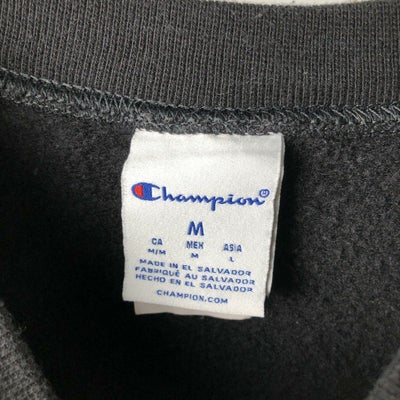 Champion®
M
CA MEX ASIA
M/M M L
MADE IN EL SALVADOR
FABRIQUÉ AU SALVADOR
HECHO EN EL SALVADOR
CHAMPION.COM